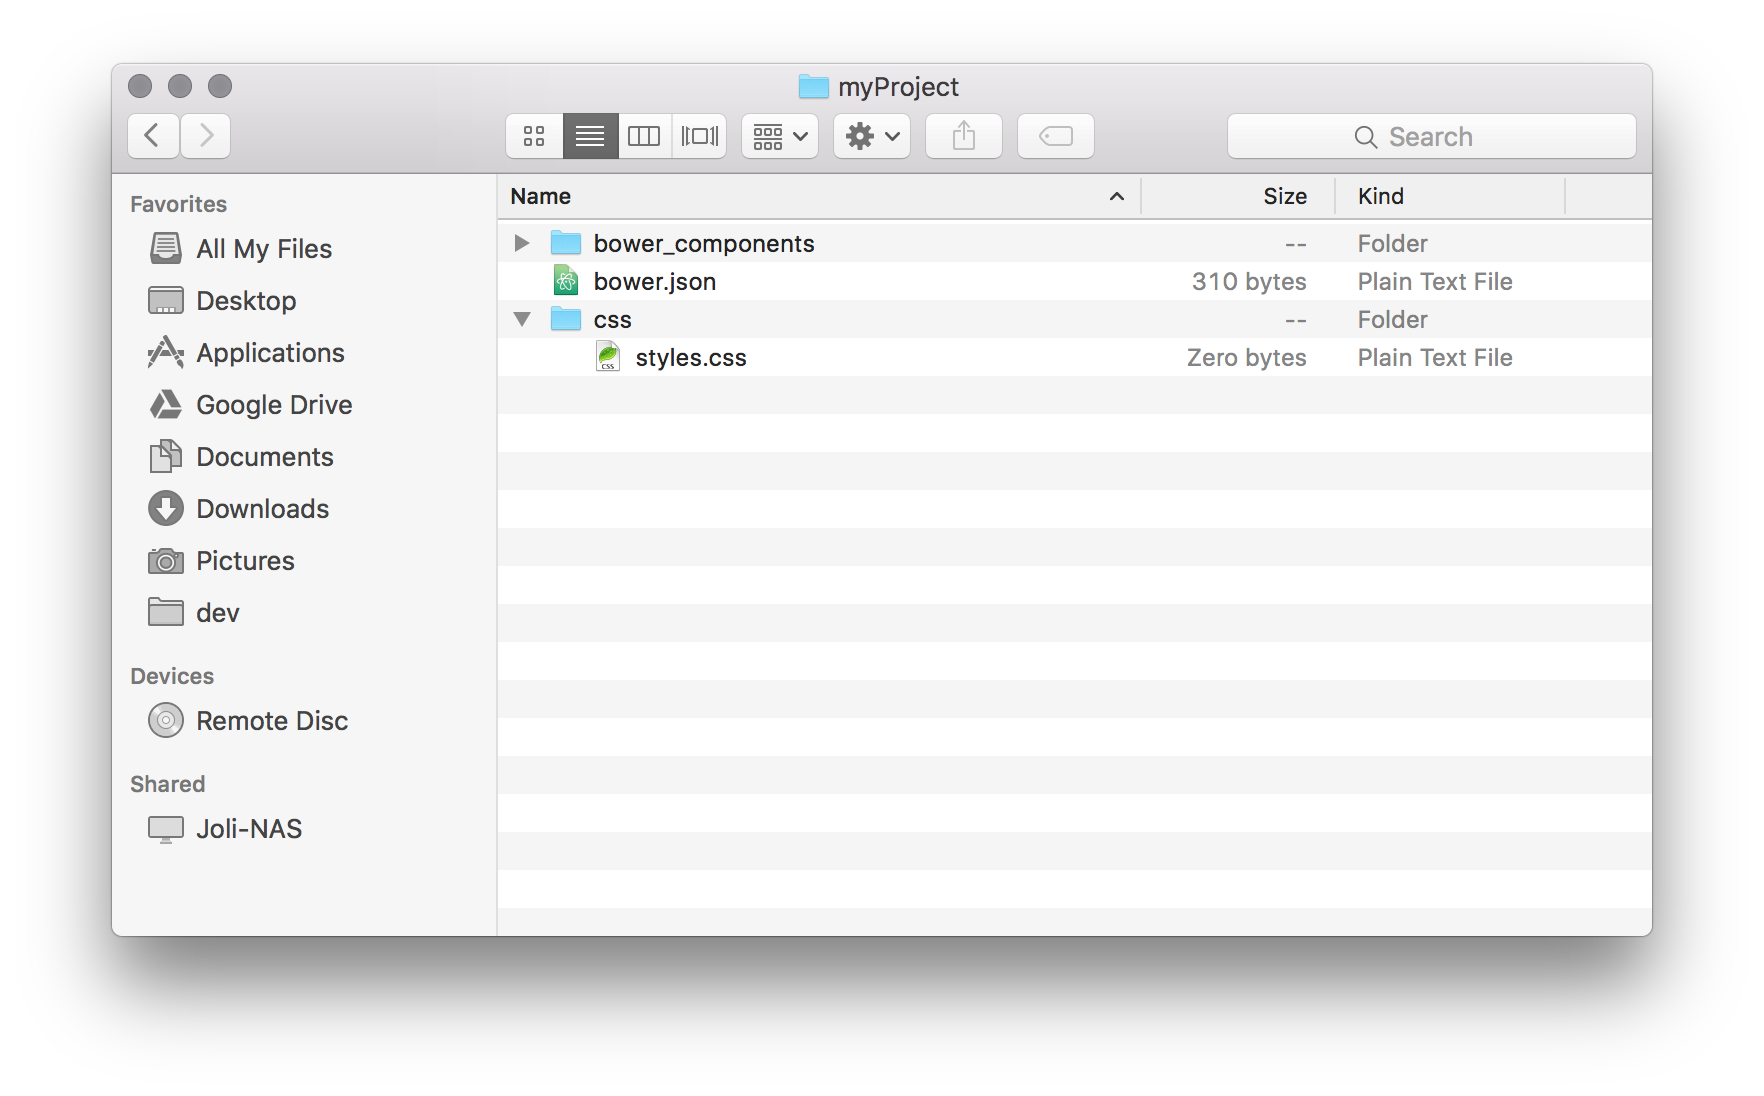 myProject
Search
Favorites
All My Files
Desktop
Applications
Google Drive
Documents
Downloads
Pictures
dev
Devices
Remote Disc
Shared
Joli-NAS
Name Size Kind
bower_components -- Folder
bower.json 310 bytes Plain Text File
css -- Folder
CSS styles.css Zero bytes Plain Text File